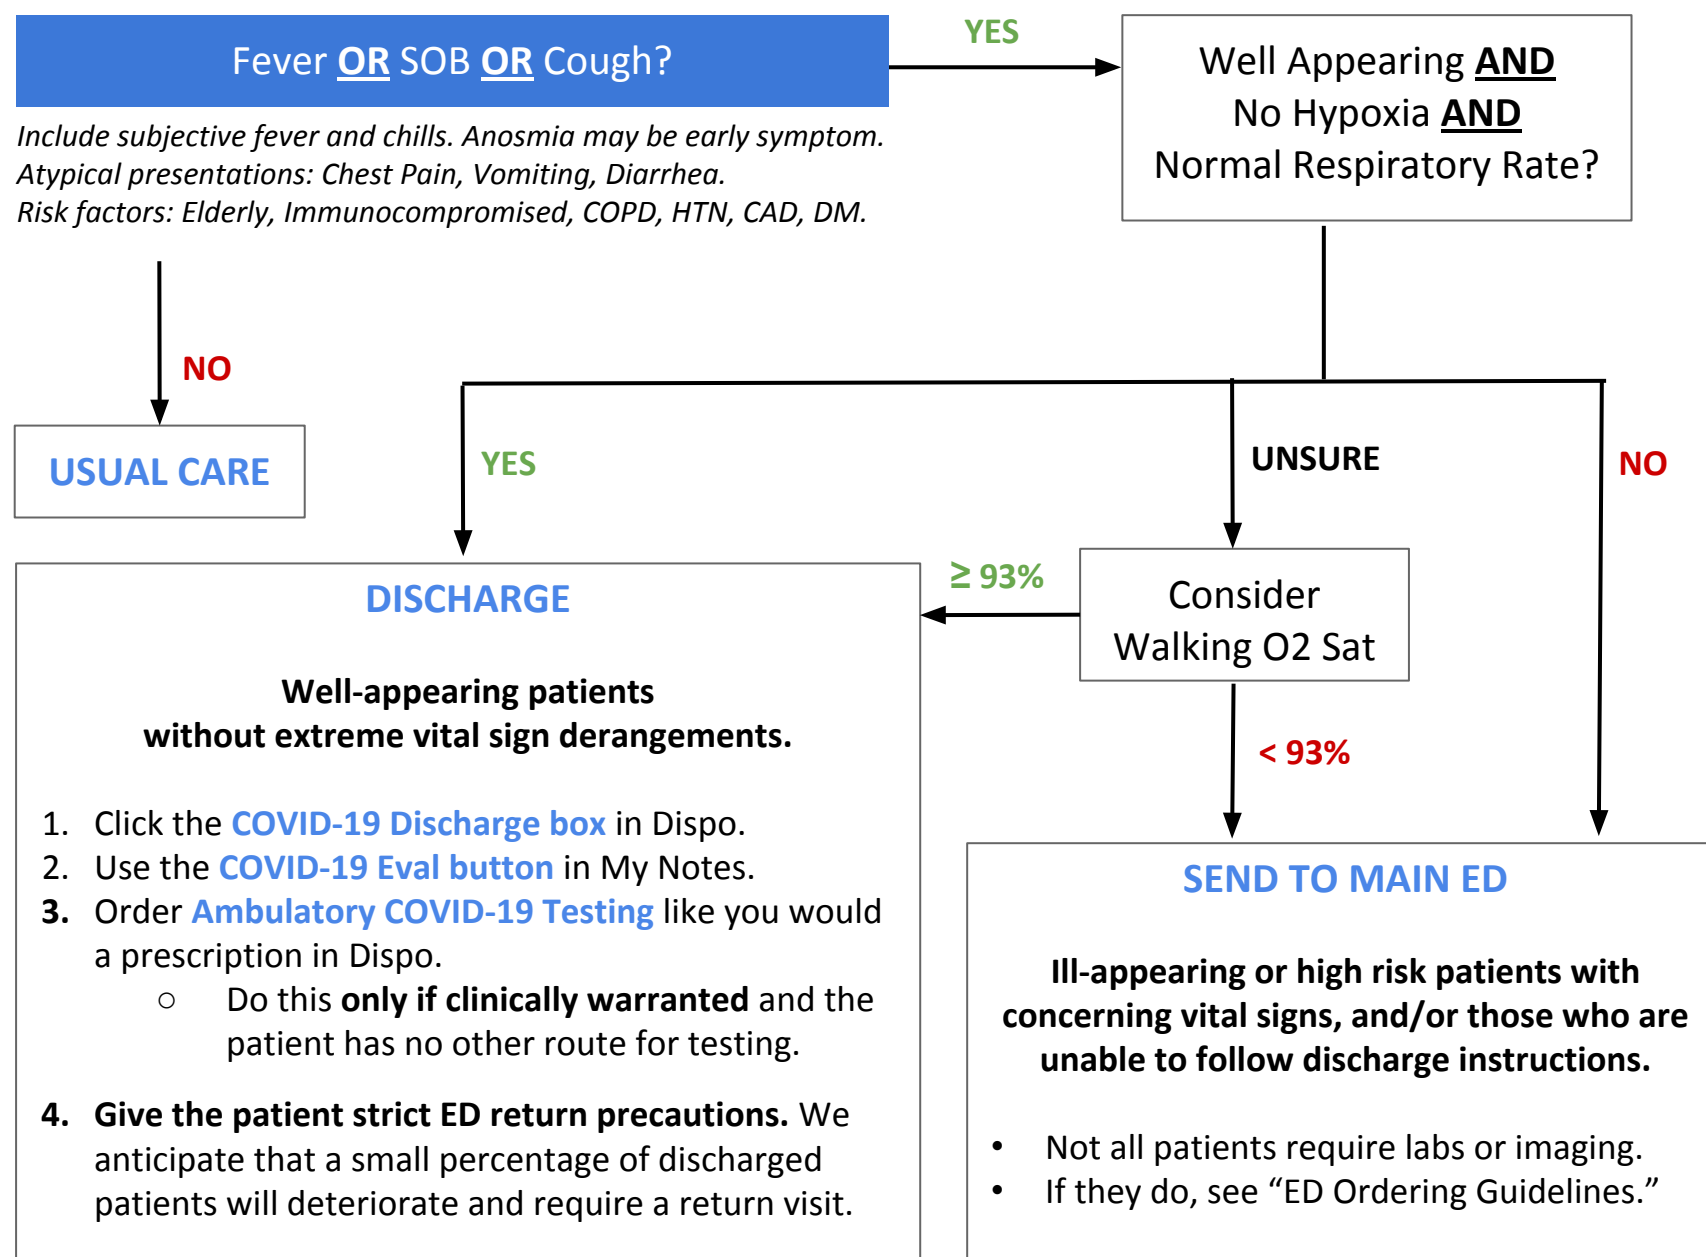 Fever OR SOB OR Cough?
Include subjective fever and chills. Anosmia may be early symptom.
Atypical presentations: Chest Pain, Vomiting, Diarrhea.
Risk factors: Elderly, Immunocompromised, COPD, HTN, CAD, DM.
YES
Well Appearing AND
No Hypoxia AND
Normal Respiratory Rate?
NO
USUAL CARE
YES
UNSURE
NO
Consider
Walking O2 Sat
≥ 93%
< 93%
DISCHARGE
Well-appearing patients
without extreme vital sign derangements.
1. Click the COVID-19 Discharge box in Dispo.
2. Use the COVID-19 Eval button in My Notes.
3. Order Ambulatory COVID-19 Testing like you would
a prescription in Dispo.
○ Do this only if clinically warranted and the
patient has no other route for testing.
4. Give the patient strict ED return precautions. We
anticipate that a small percentage of discharged
patients will deteriorate and require a return visit.
SEND TO MAIN ED
Ill-appearing or high risk patients with
concerning vital signs, and/or those who are
unable to follow discharge instructions.
• Not all patients require labs or imaging.
• If they do, see “ED Ordering Guidelines.”